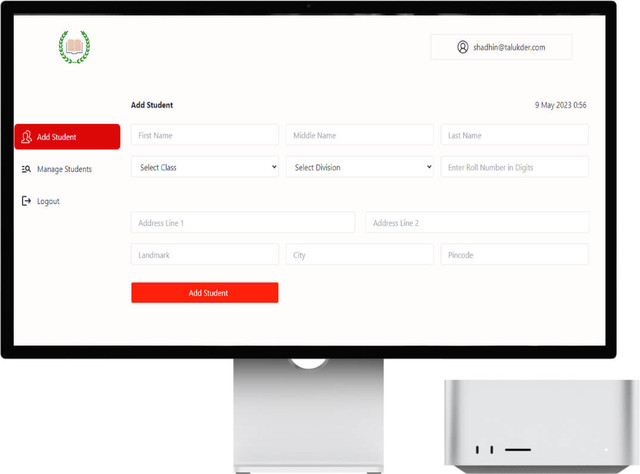 shadhin@talukder.com
Add Student
9 May 2023 0:56
Add Student
First Name
Middle Name
Last Name
Manage Students
Select Class
Select Division
Enter Roll Number in Digits
Logout
Address Line 1
Address Line 2
Landmark
City
Pincode
Add Student